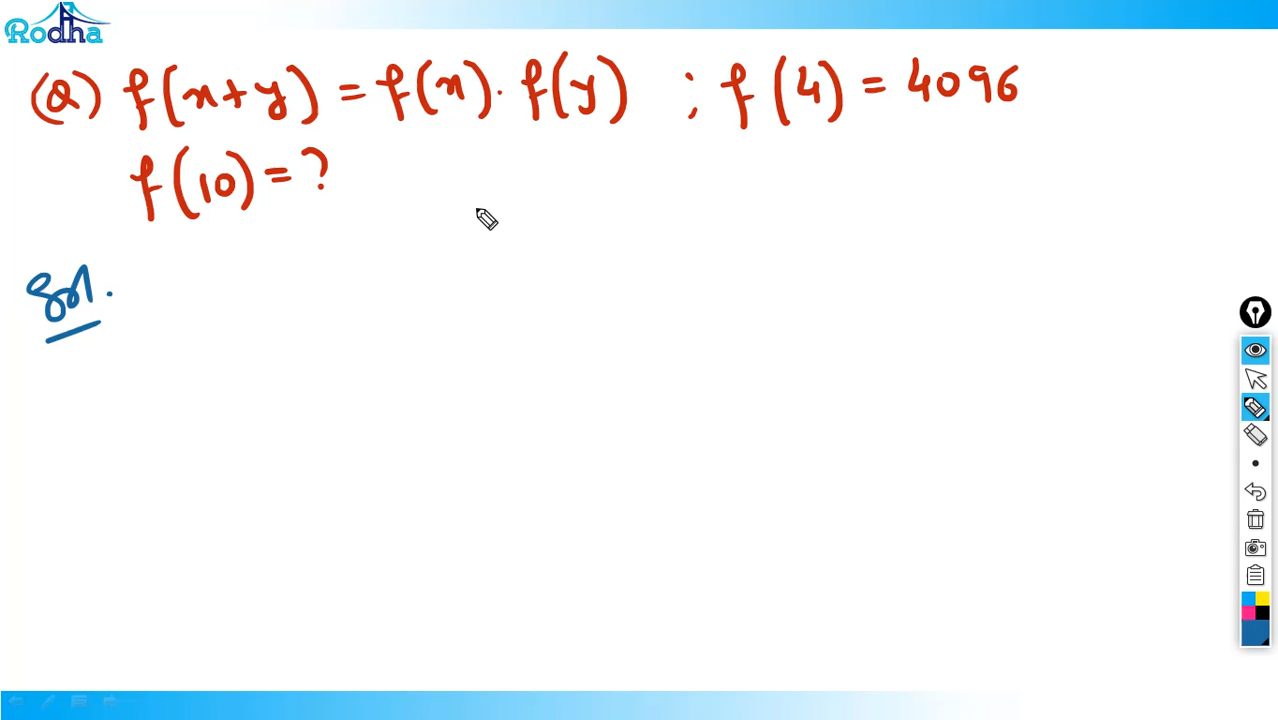 Rodha
(Q) f(x+y) = f(x) . f(y) ; f(4) = 4096
f(10) = ?
Sol.